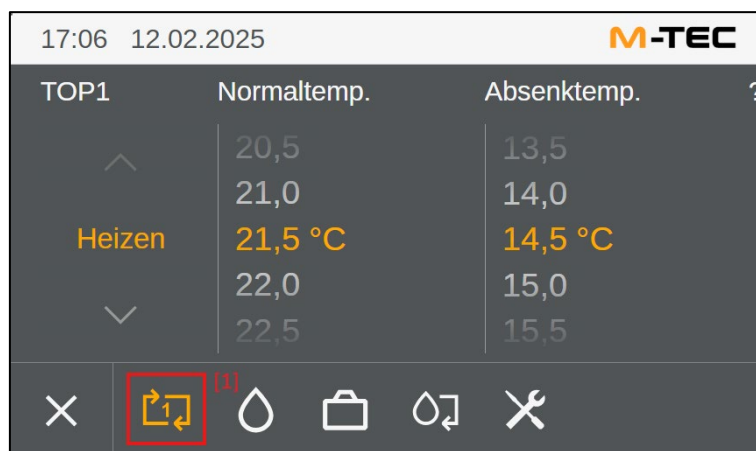 17:06 12.02.2025 M-TEC
TOP1 Normaltemp. Absenktemp. ?
20,5 13,5
21,0 14,0
Heizen 21,5 °C 14,5 °C
22,0 15,0
22,5 15,5
1 [1]